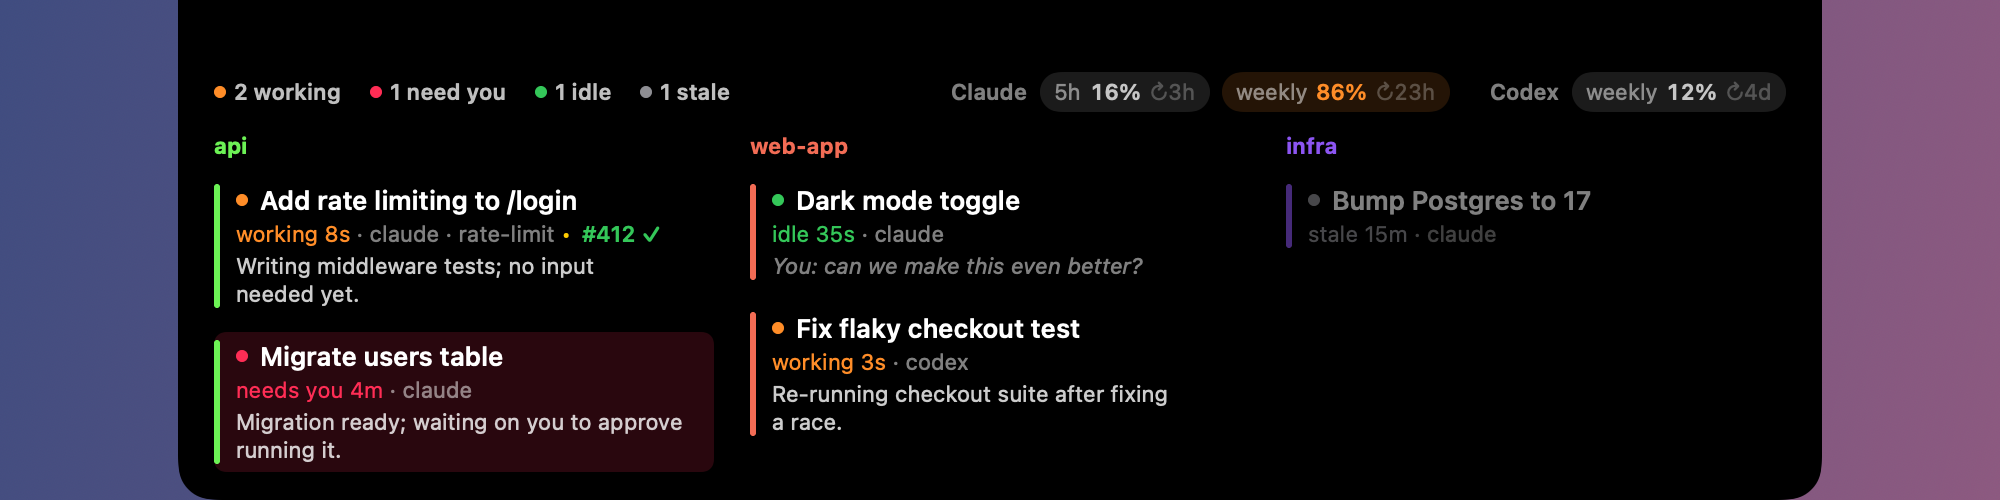 2 working 1 need you 1 idle 1 stale Claude 5h 16% ↻3h weekly 86% ↻23h Codex weekly 12% ↻4d
api
Add rate limiting to /login
working 8s · claude · rate-limit • #412 ✓
Writing middleware tests; no input
needed yet.
Migrate users table
needs you 4m · claude
Migration ready; waiting on you to approve
running it.
web-app
Dark mode toggle
idle 35s · claude
You: can we make this even better?
Fix flaky checkout test
working 3s · codex
Re-running checkout suite after fixing
a race.
infra
Bump Postgres to 17
stale 15m · claude